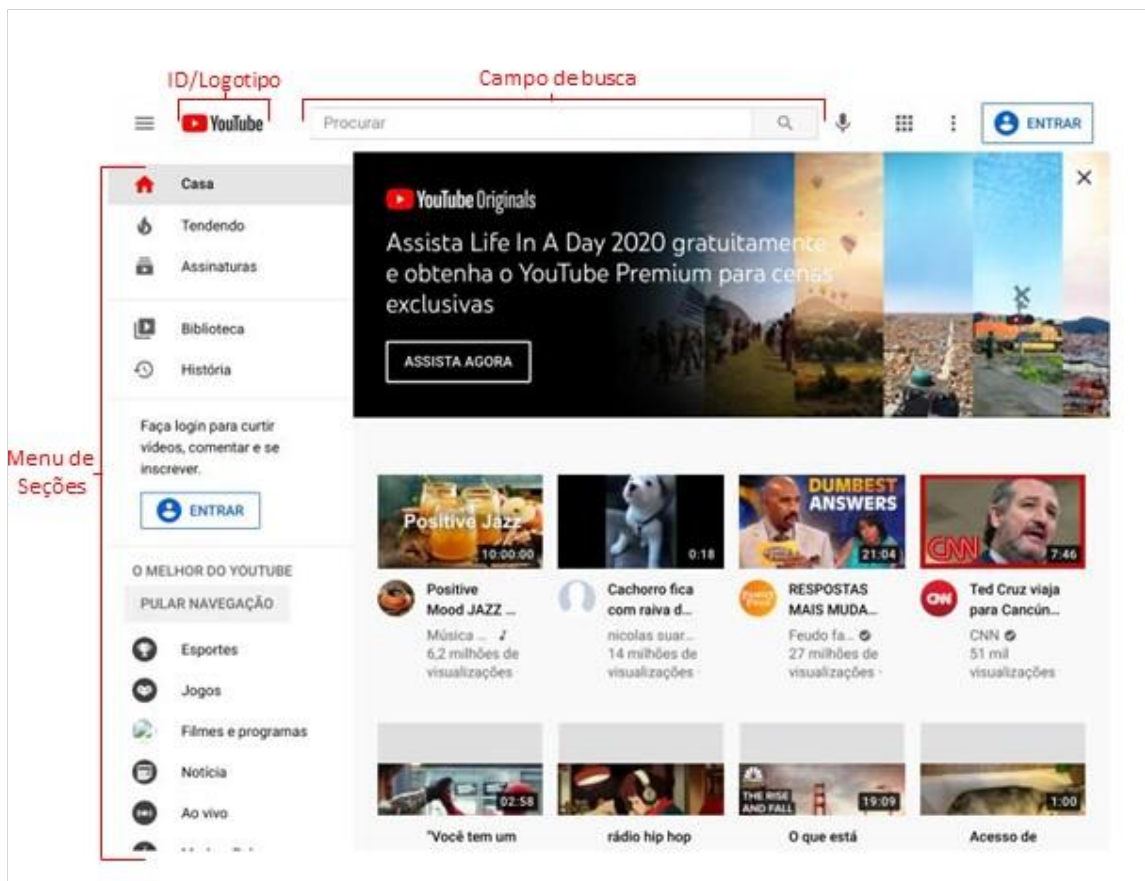 ID/Logotipo
Campo de busca
YouTube
Procurar
ENTRAR
Menu de
Seções
Casa
Tendendo
Assinaturas
Biblioteca
História
Faça login para curtir
vídeos, comentar e se
inscrever.
ENTRAR
O MELHOR DO YOUTUBE
PULAR NAVEGAÇÃO
Esportes
Jogos
Filmes e programas
Notícia
Ao vivo
YouTube Originals
Assista Life In A Day 2020 gratuitamente
e obtenha o YouTube Premium para cenas
exclusivas
ASSISTA AGORA
Positive Jazz
10:00:00
0:18
DUMBEST
ANSWERS
21:04
CNN
7:46
Positive
Mood JAZZ ...
Música ...
6,2 milhões de
visualizações ·
Cachorro fica
com raiva d...
nicolas suar...
14 milhões de
visualizações ·
RESPOSTAS
MAIS MUDA...
Feudo fa...
27 milhões de
visualizações ·
CNN
Ted Cruz viaja
para Cancún...
CNN
51 mil
visualizações
02:58
THE RISE
AND FALL
19:09
1:00
"Você tem um
rádio hip hop
O que está
Acesso de